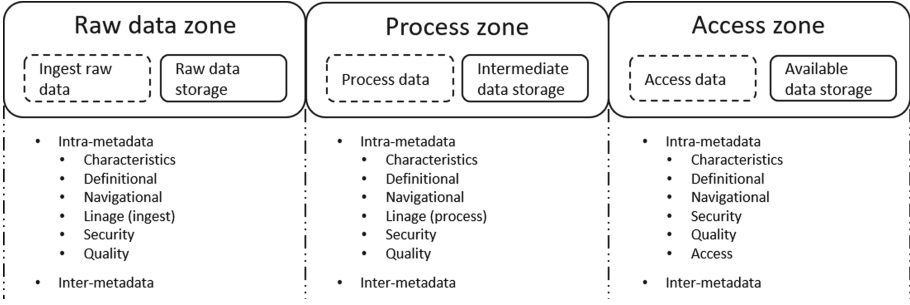 Raw data zone
Ingest raw
data
Raw data
storage
• Intra-metadata
• Characteristics
• Definitional
• Navigational
• Linage (ingest)
• Security
• Quality
• Inter-metadata
Process zone
Process data
Intermediate
data storage
• Intra-metadata
• Characteristics
• Definitional
• Navigational
• Linage (process)
• Security
• Quality
• Inter-metadata
Access zone
Access data
Available
data storage
• Intra-metadata
• Characteristics
• Definitional
• Navigational
• Security
• Quality
• Access
• Inter-metadata